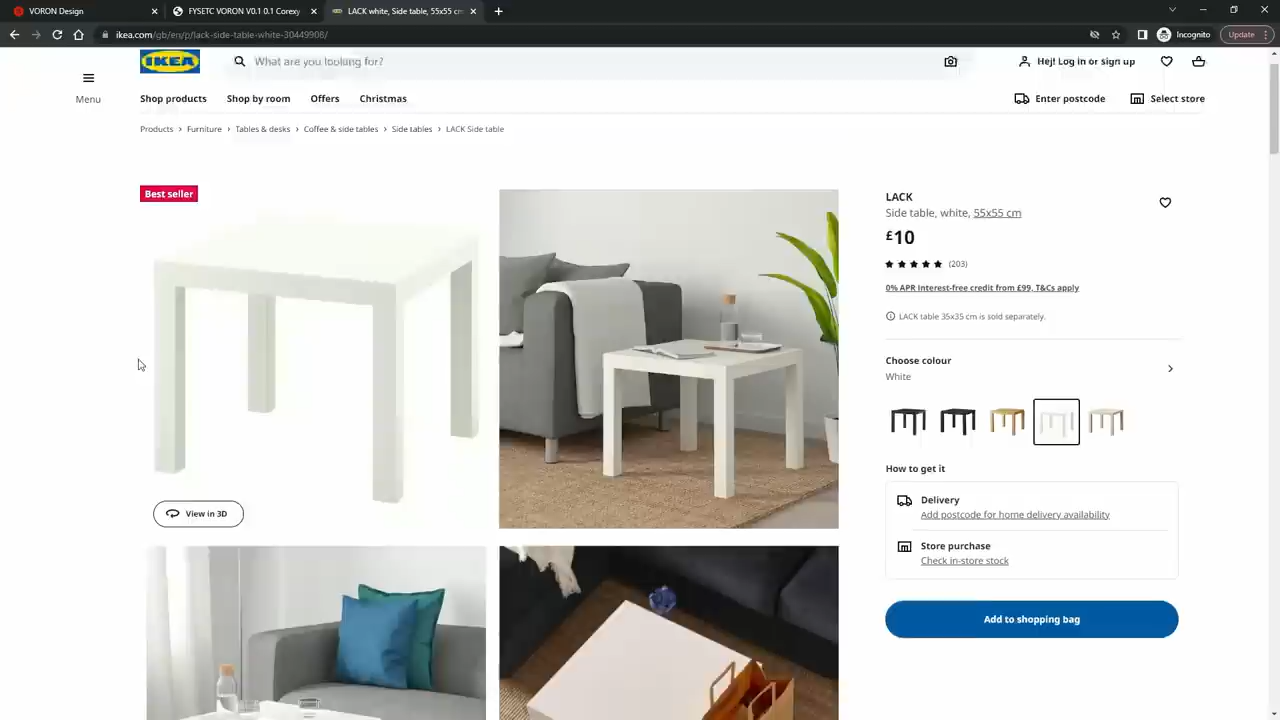 VORON Design
FYSETC VORON V0.1 0.1 Corexy
LACK white, Side table, 55x55 cm
ikea.com/gb/en/p/lack-side-table-white-30449908/
Incognito
Update
IKEA
What are you looking for?
Hej! Log in or sign up
Menu
Shop products
Shop by room
Offers
Christmas
Enter postcode
Select store
Products › Furniture › Tables & desks › Coffee & side tables › Side tables › LACK Side table
Best seller
View in 3D
LACK
Side table, white, 55x55 cm
£10
(203)
0% APR Interest-free credit from £99, T&Cs apply
LACK table 35x35 cm is sold separately.
Choose colour
White
How to get it
Delivery
Add postcode for home delivery availability
Store purchase
Check in-store stock
Add to shopping bag